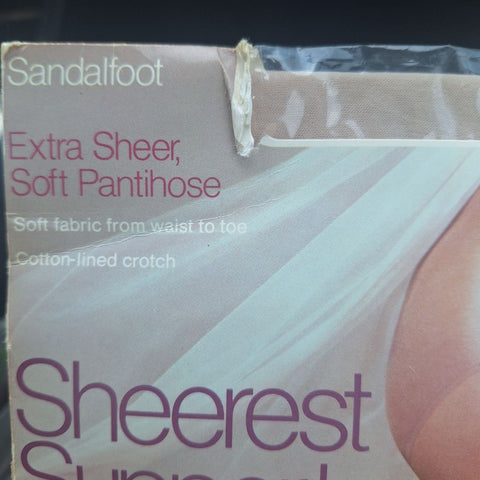 Sandalfoot
Extra Sheer,
Soft Pantihose
Soft fabric from waist to toe
Cotton-lined crotch
Sheerest